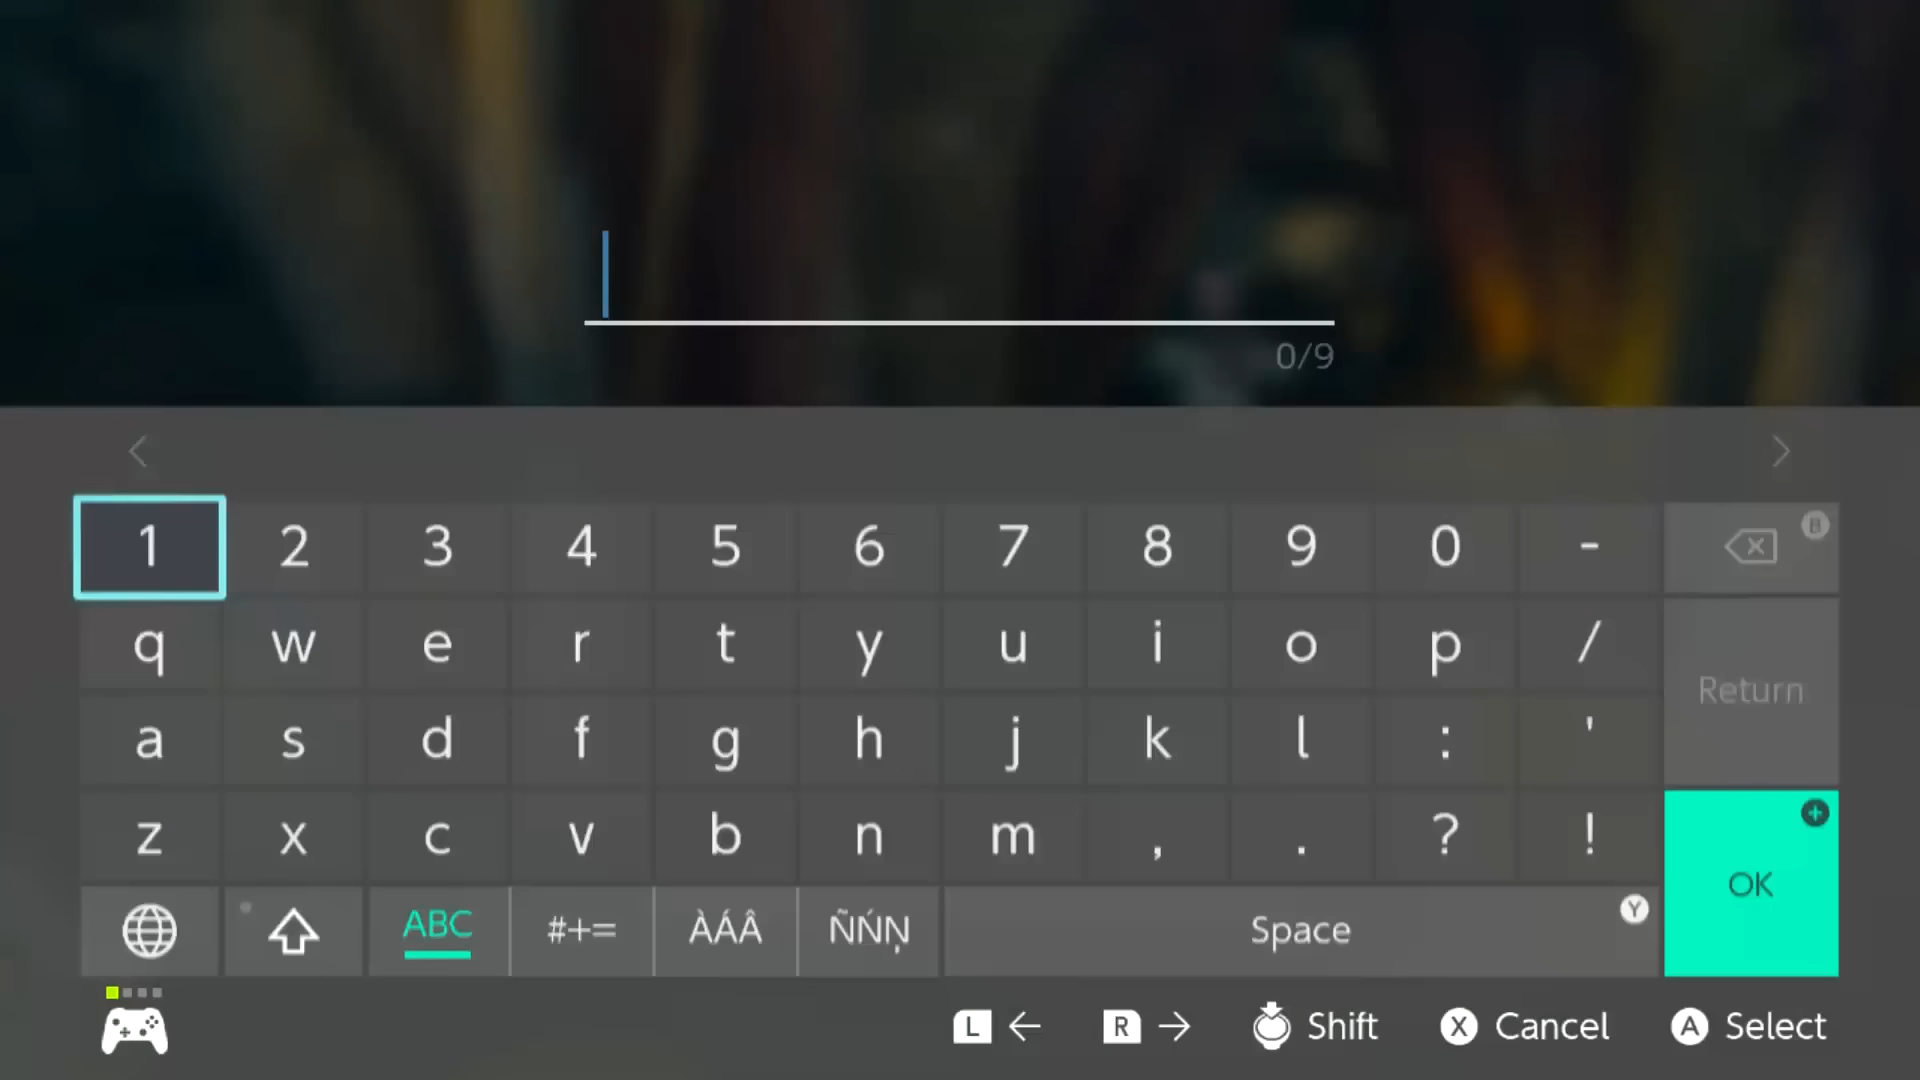 0/9
1 2 3 4 5 6 7 8 9 0 - B
q w e r t y u i o p /
Return
a s d f g h j k l : '
z x c v b n m , . ? ! +
OK
ABC #+= ÀÁÂ ÑŃŅ Space Y
L ← R → Shift X Cancel A Select